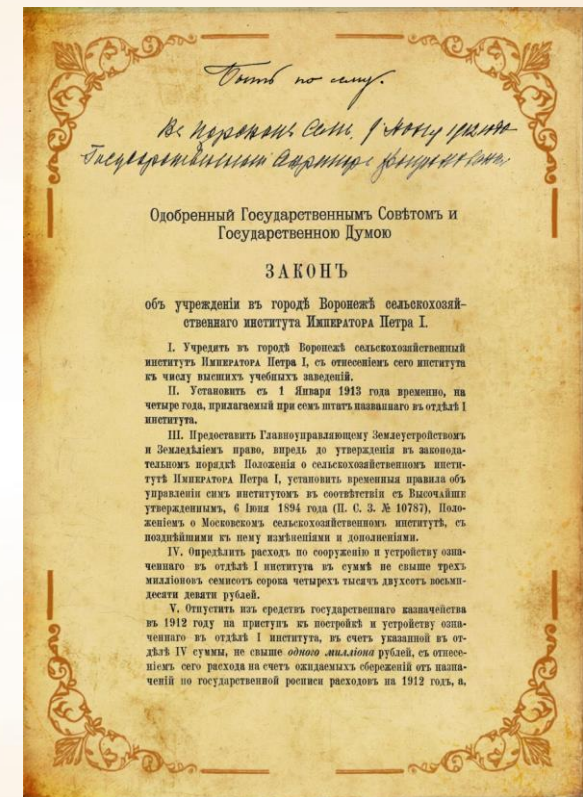 Быть по сему.
Въ Царскомъ Селѣ. 9 1912 года
Государственный Секретарь
Одобренный Государственнымъ Совѣтомъ и
Государственною Думою
ЗАКОНЪ
объ учрежденіи въ городѣ Воронежѣ сельскохозяй-
ственнаго института Императора Петра I.
I. Учредить въ городѣ Воронежѣ сельскохозяйственный
институтъ Императора Петра I, съ отнесеніемъ сего института
къ числу высшихъ учебныхъ заведеній.
II. Установить съ 1 Января 1913 года временно, на
четыре года, прилагаемый при семъ штатъ названнаго въ отдѣлѣ I
института.
III. Предоставить Главноуправляющему Землеустройствомъ
и Земледѣліемъ право, впредь до утвержденія въ законода-
тельномъ порядкѣ Положенія о сельскохозяйственномъ инсти-
тутѣ Императора Петра I, установить временныя правила объ
управленіи симъ институтомъ въ соотвѣтствіи съ Высочайше
утвержденнымъ, 6 Іюня 1894 года (П. С. З. № 10787), Поло-
женіемъ о Московскомъ сельскохозяйственномъ институтѣ, съ
позднѣйшими къ нему измѣненіями и дополненіями.
IV. Опредѣлить расходъ по сооруженію и устройству озна-
ченнаго въ отдѣлѣ I института въ суммѣ не свыше трехъ
милліоновъ семисотъ сорока четырехъ тысячъ двухсотъ восьми-
десяти девяти рублей.
V. Отпустить изъ средствъ государственнаго казначейства
въ 1912 году на приступъ къ постройкѣ и устройству озна-
ченнаго въ отдѣлѣ I института, въ счетъ указанной въ от-
дѣлѣ IV суммы, не свыше одного милліона рублей, съ отнесе-
ніемъ сего расхода на счетъ ожидаемыхъ сбереженій отъ назна-
ченій по государственной росписи расходовъ на 1912 годъ, а,